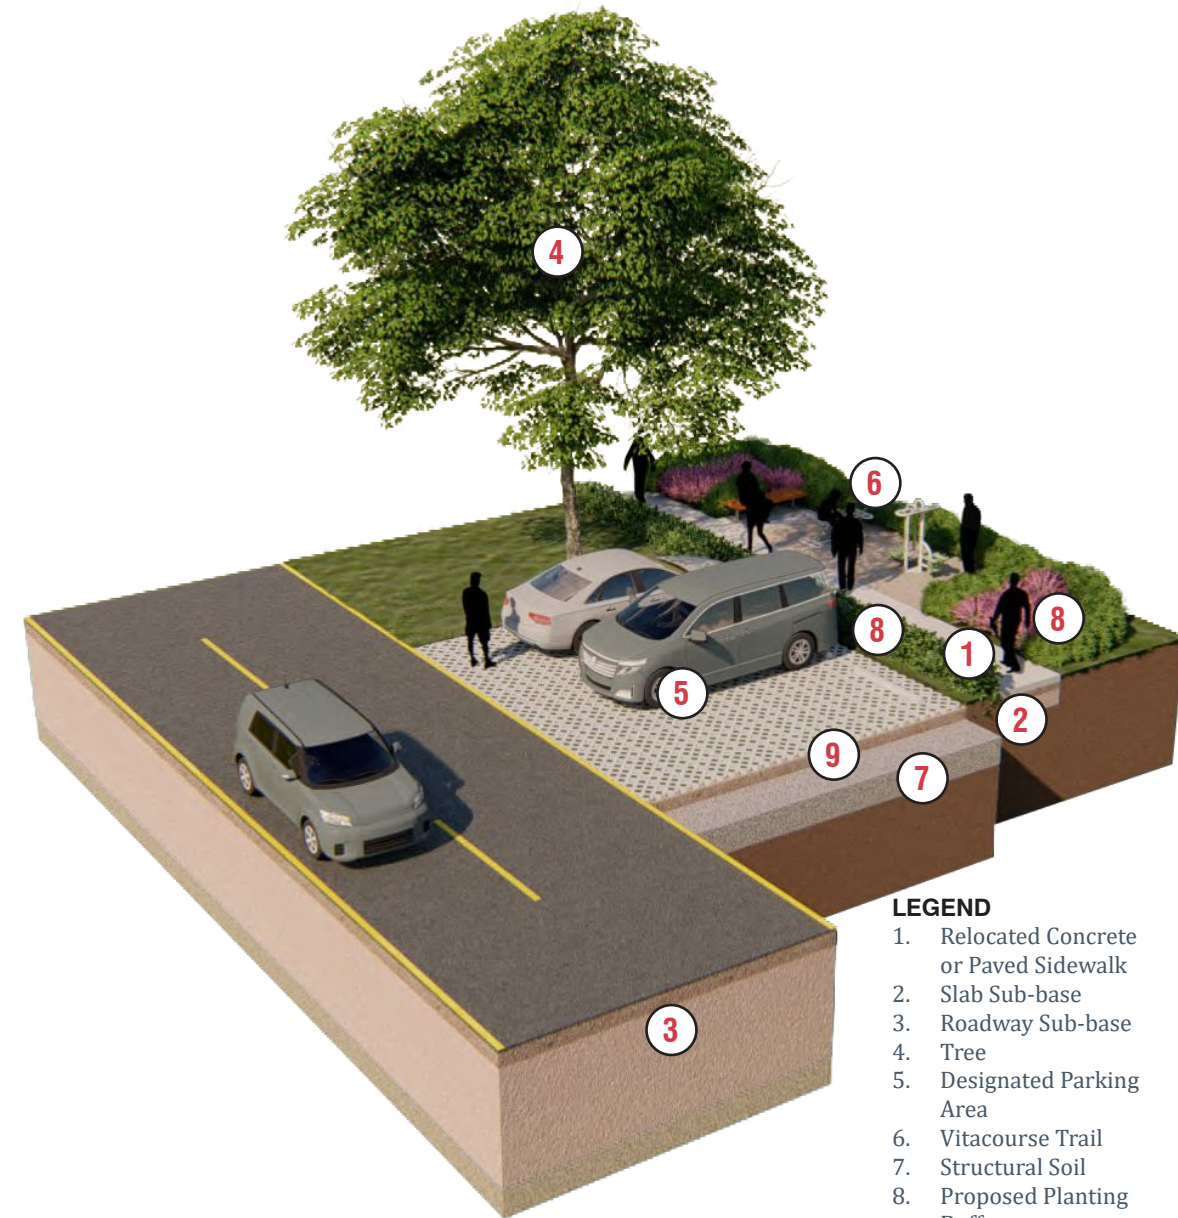 4
6
8
8
1
5
2
9
7
3
LEGEND
1. Relocated Concrete
or Paved Sidewalk
2. Slab Sub-base
3. Roadway Sub-base
4. Tree
5. Designated Parking
Area
6. Vitacourse Trail
7. Structural Soil
8. Proposed Planting